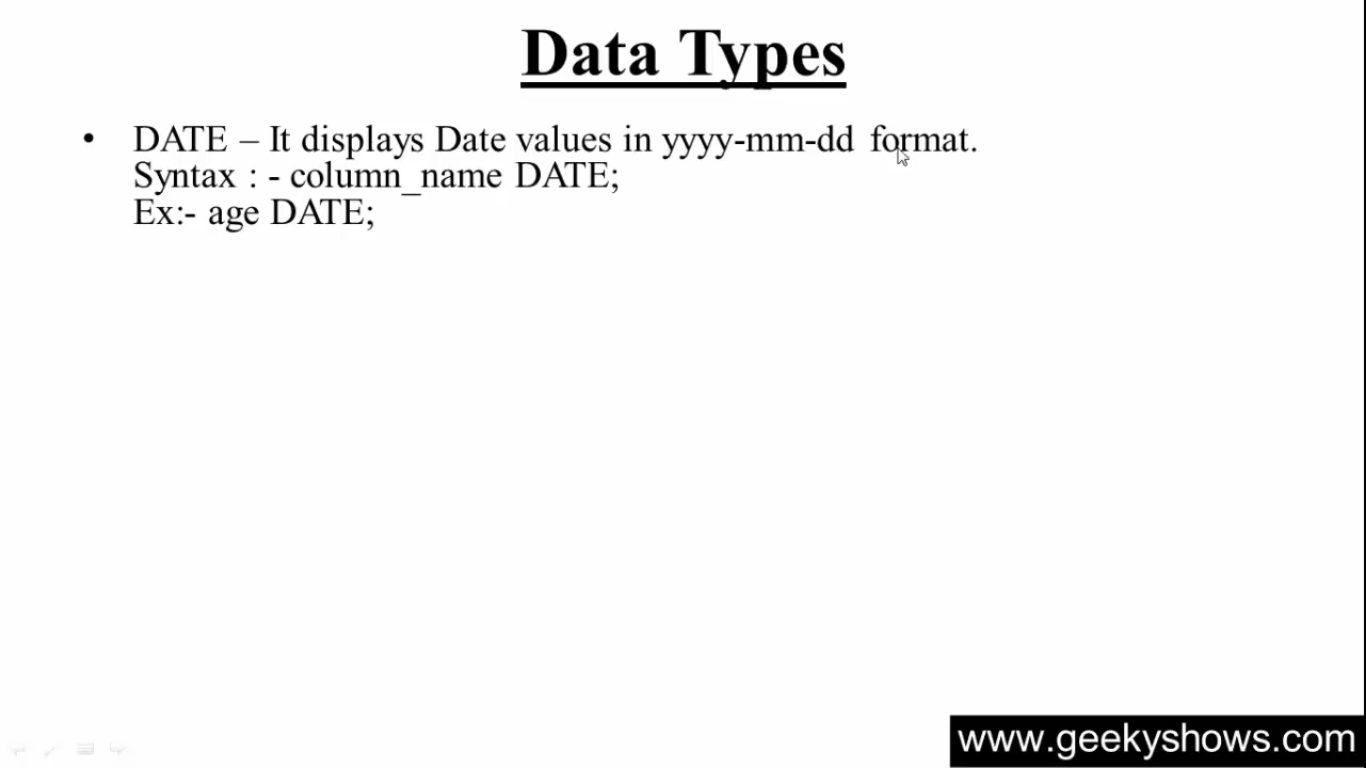 Data Types
• DATE – It displays Date values in yyyy-mm-dd format.
Syntax : - column_name DATE;
Ex:- age DATE;
www.geekyshows.com